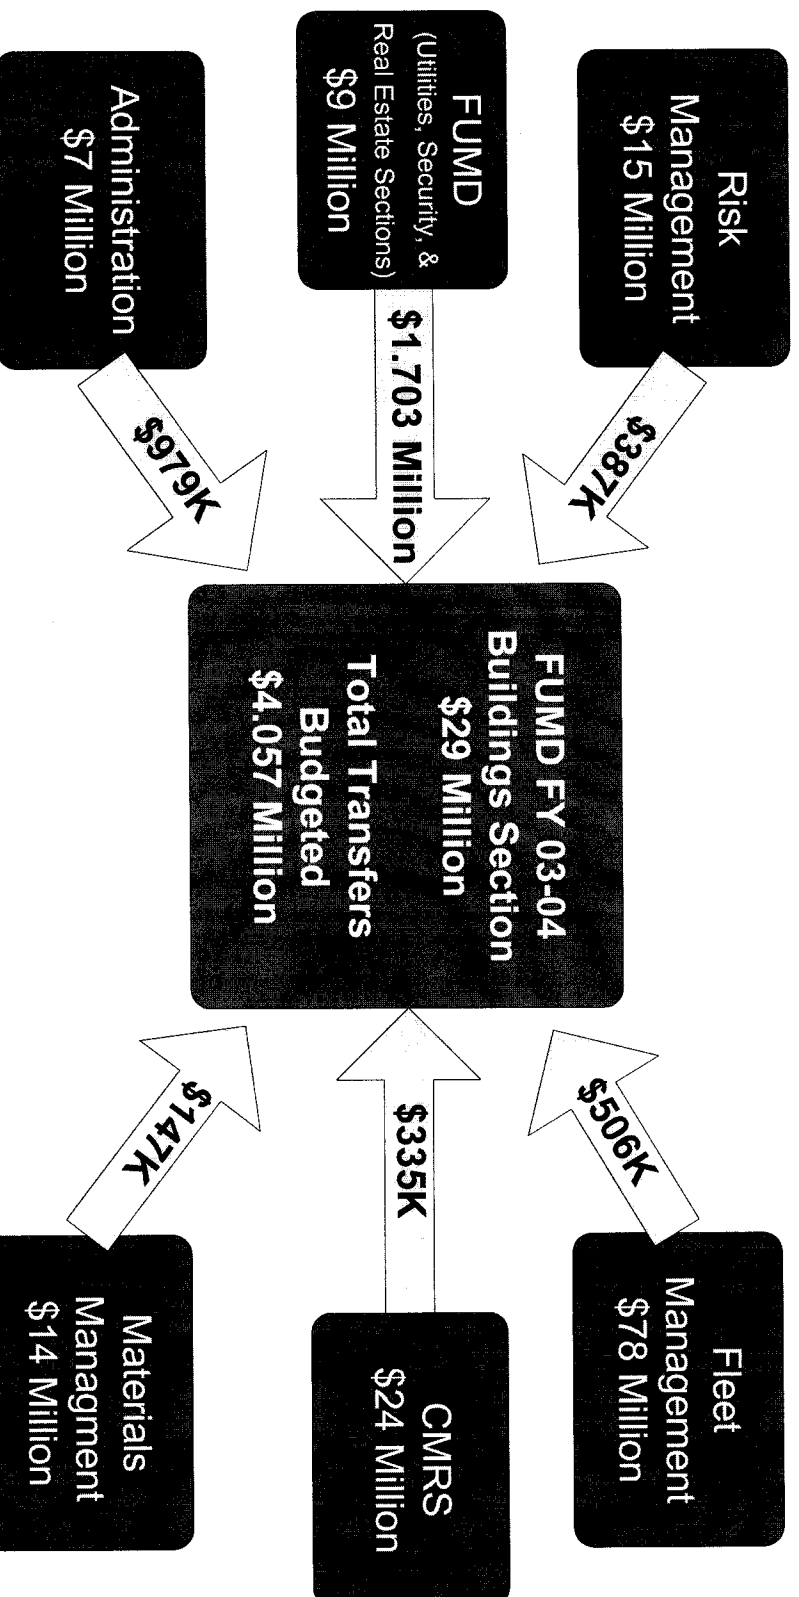 Risk
Management
$15 Million
$387K
FUMD
(Utilities, Security, &
Real Estate Sections)
$9 Million
$1.703 Million
Administration
$7 Million
$979K
FUMD FY 03-04
Buildings Section
$29 Million
Total Transfers
Budgeted
$4.057 Million
$506K
Fleet
Management
$78 Million
$335K
CMRS
$24 Million
$147K
Materials
Managment
$14 Million